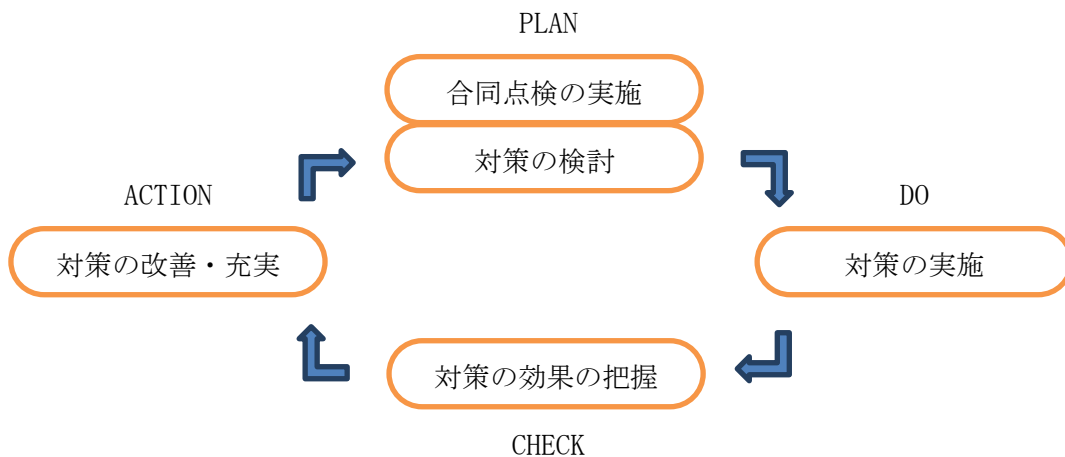 PLAN
合同点検の実施
対策の検討
ACTION
DO
対策の改善・充実
対策の実施
対策の効果の把握
CHECK